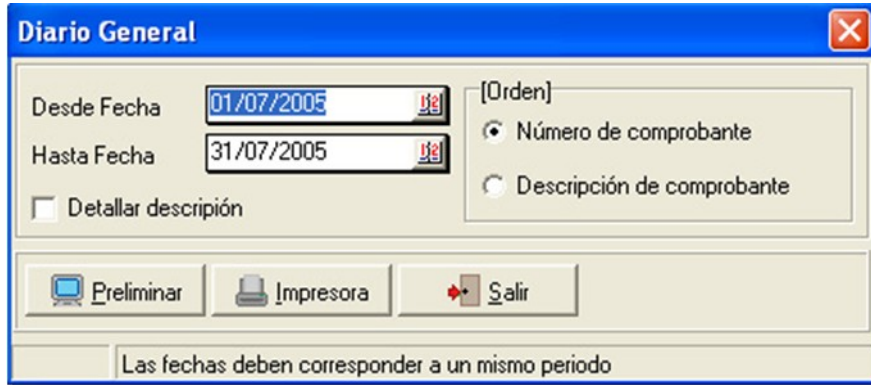 Diario General
Desde Fecha 01/07/2005
Hasta Fecha 31/07/2005
Detallar descripión
[Orden]
Número de comprobante
Descripción de comprobante
Preliminar Impresora Salir
Las fechas deben corresponder a un mismo periodo